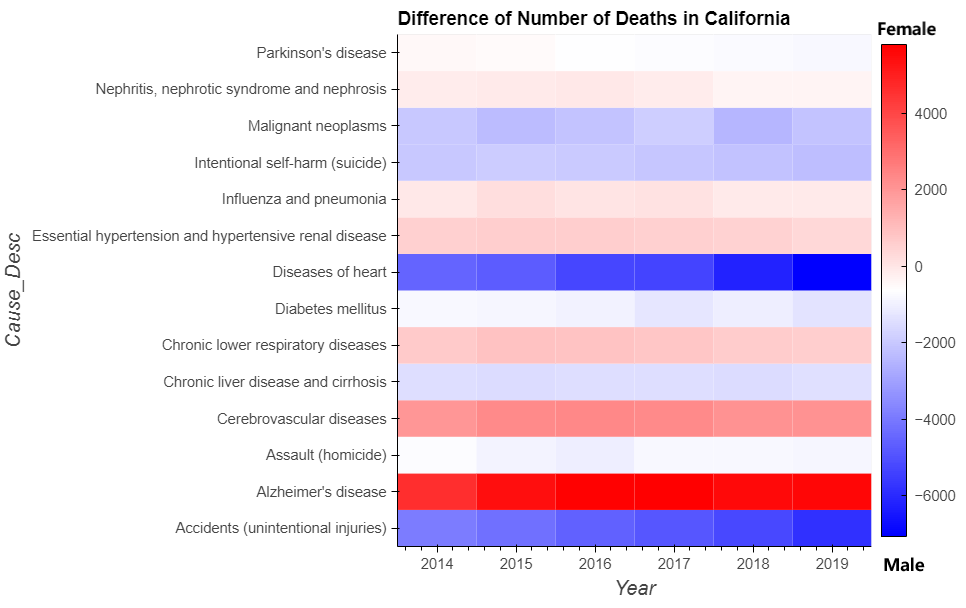 Difference of Number of Deaths in California
Female
Parkinson's disease
Nephritis, nephrotic syndrome and nephrosis
Malignant neoplasms
Intentional self-harm (suicide)
Influenza and pneumonia
Essential hypertension and hypertensive renal disease
Diseases of heart
Diabetes mellitus
Chronic lower respiratory diseases
Chronic liver disease and cirrhosis
Cerebrovascular diseases
Assault (homicide)
Alzheimer's disease
Accidents (unintentional injuries)
Cause_Desc
2014 2015 2016 2017 2018 2019
Year
4000
2000
0
−2000
−4000
−6000
Male